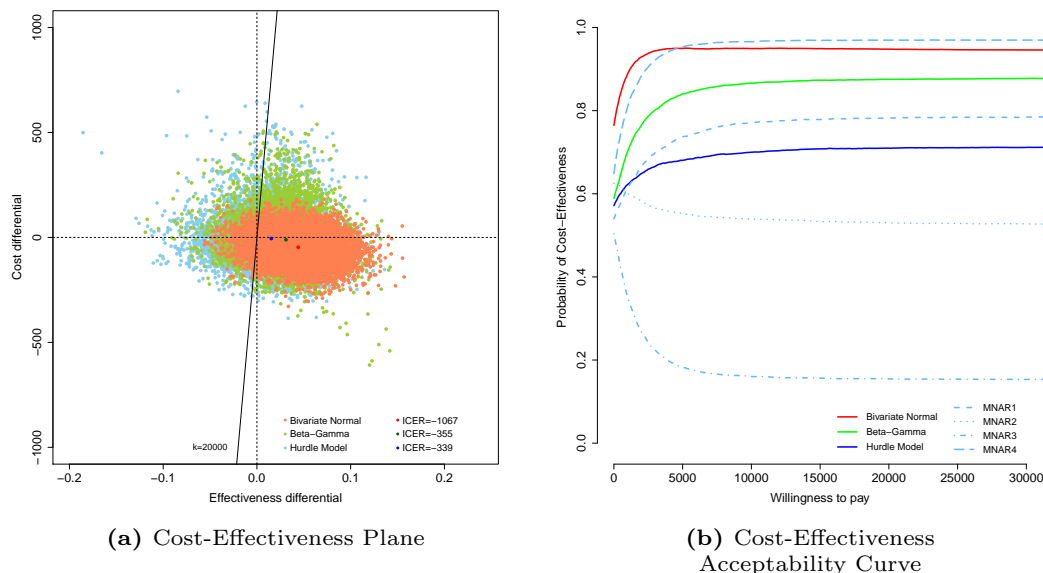 1000
500
0
−500
−1000
Cost differential
k=20000
Bivariate Normal
Beta−Gamma
Hurdle Model
ICER=−1067
ICER=−355
ICER=−339
−0.2
−0.1
0.0
0.1
0.2
Effectiveness differential
(a) Cost-Effectiveness Plane
1.0
0.8
0.6
0.4
0.2
0.0
Probability of Cost−Effectiveness
Bivariate Normal
Beta−Gamma
Hurdle Model
MNAR1
MNAR2
MNAR3
MNAR4
0
5000
10000
15000
20000
25000
30000
Willingness to pay
(b) Cost-Effectiveness
Acceptability Curve